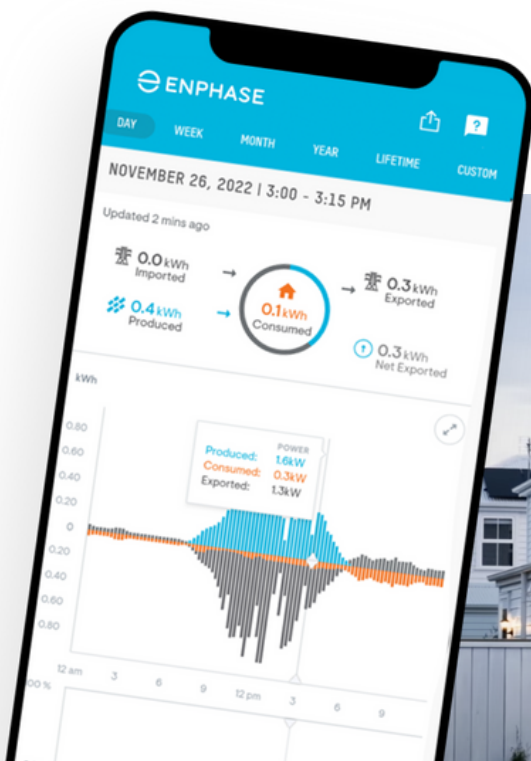 ENPHASE
?
DAY WEEK MONTH YEAR LIFETIME CUSTOM
NOVEMBER 26, 2022 | 3:00 - 3:15 PM
Updated 2 mins ago
0.0 kWh
Imported
0.3 kWh
Exported
0.4 kWh
Produced
0.1 kWh
Consumed
0.3 kWh
Net Exported
kWh
POWER
Produced: 1.6kW
Consumed: 0.3kW
Exported: 1.3kW
0.80
0.60
0.40
0.20
0
0.20
0.40
0.60
0.80
12 am 3 6 9 12 pm 3 6 9
00 %